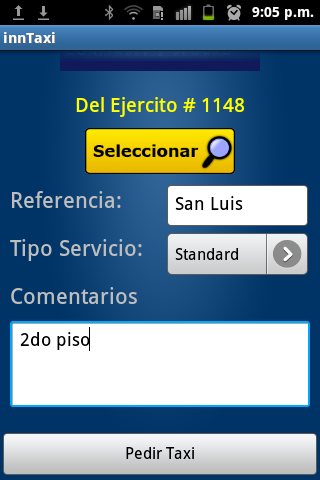 9:05 p.m.
innTaxi
Del Ejercito # 1148
Seleccionar
Referencia: San Luis
Tipo Servicio: Standard
Comentarios
2do piso
Pedir Taxi